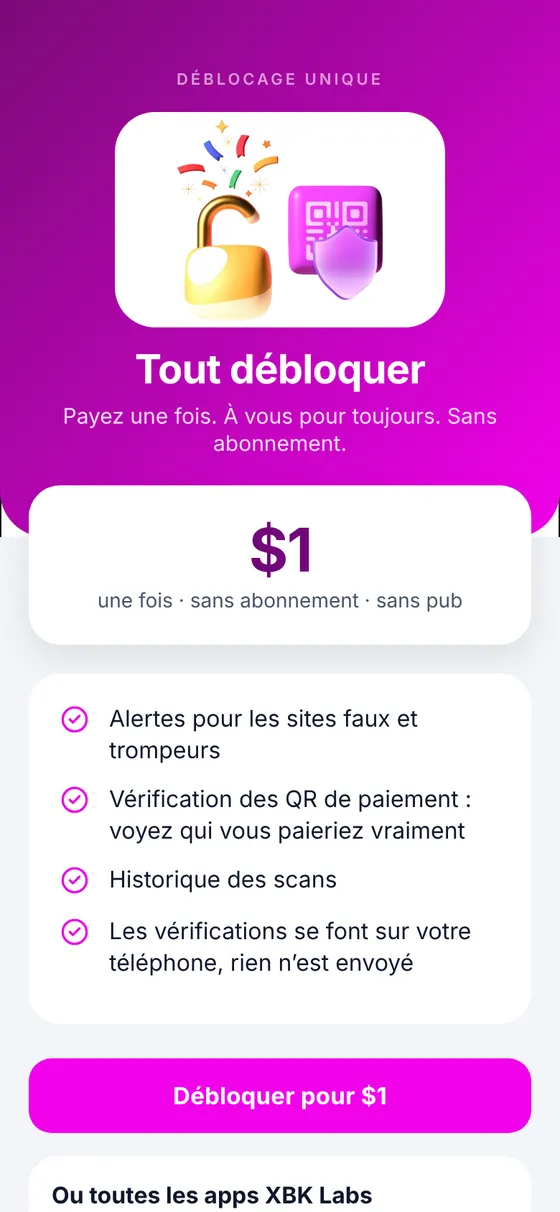 DÉBLOCAGE UNIQUE
Tout débloquer
Payez une fois. À vous pour toujours. Sans
abonnement.
$1
une fois · sans abonnement · sans pub
Alertes pour les sites faux et
trompeurs
Vérification des QR de paiement :
voyez qui vous paieriez vraiment
Historique des scans
Les vérifications se font sur votre
téléphone, rien n’est envoyé
Débloquer pour $1
Ou toutes les apps XBK Labs